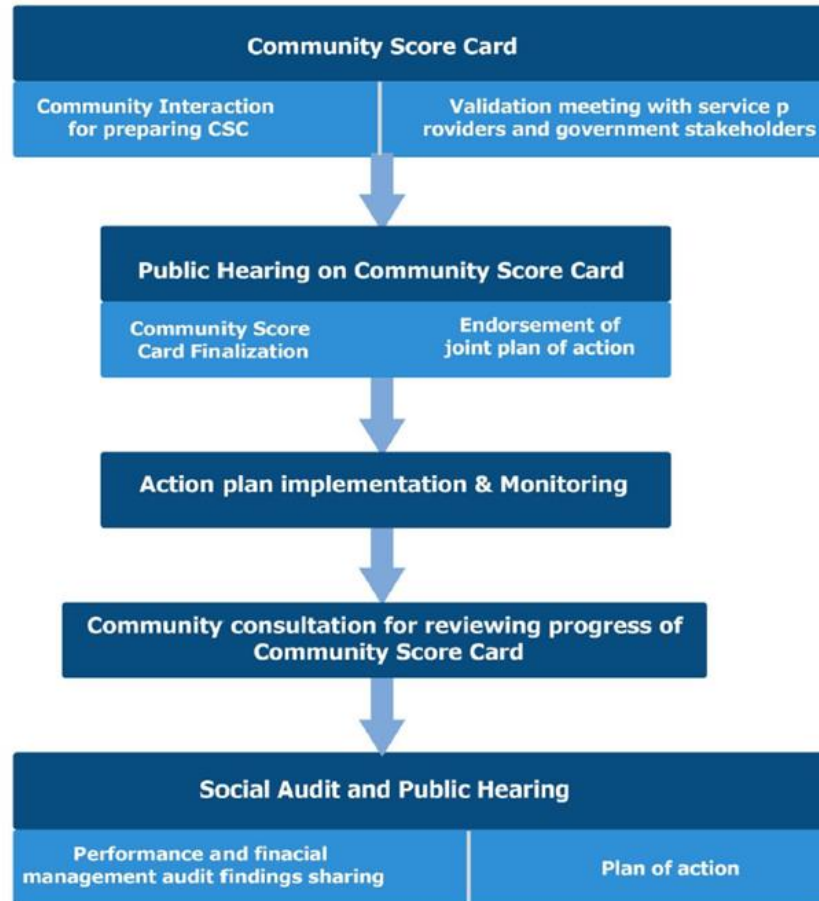 Community Score Card
Community Interaction
for preparing CSC
Validation meeting with service p
roviders and government stakeholders
Public Hearing on Community Score Card
Community Score
Card Finalization
Endorsement of
joint plan of action
Action plan implementation & Monitoring
Community consultation for reviewing progress of
Community Score Card
Social Audit and Public Hearing
Performance and finacial
management audit findings sharing
Plan of action